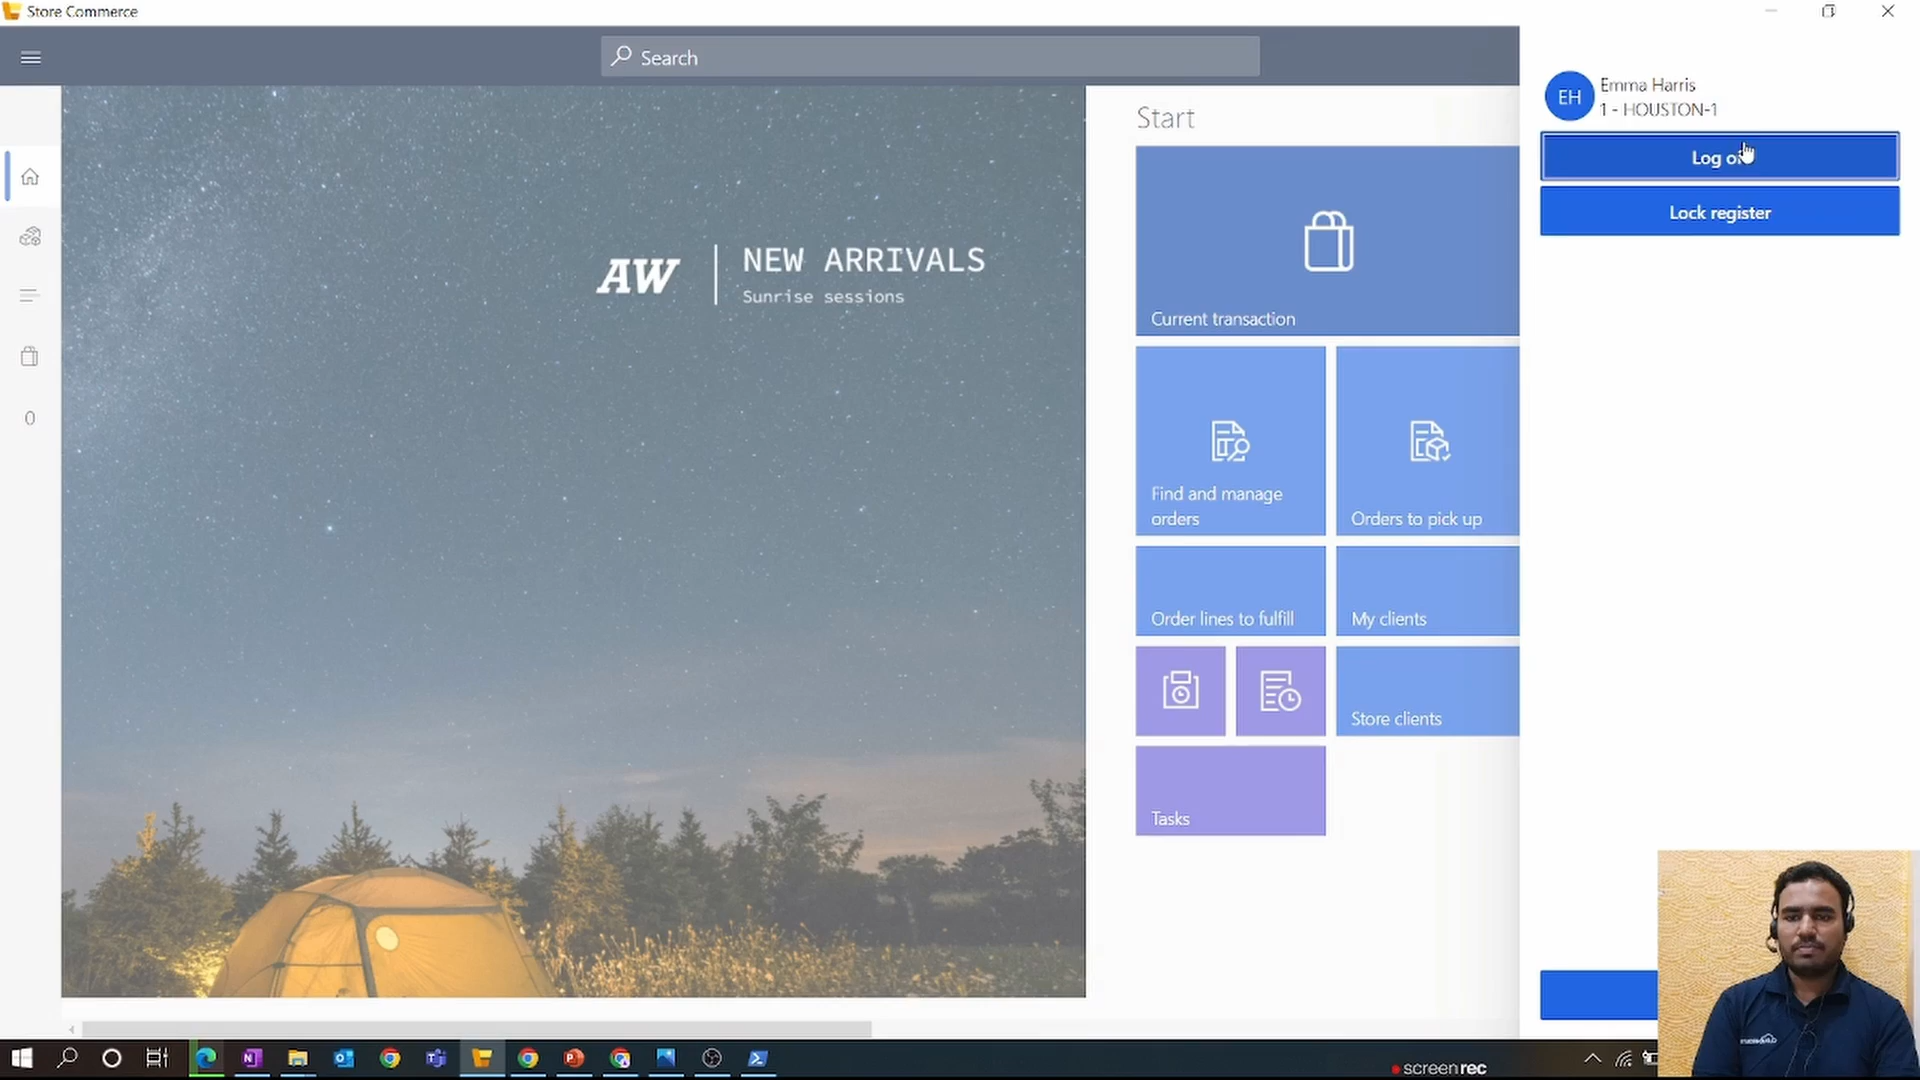 Store Commerce
Search
Emma Harris
EH
1 - HOUSTON-1
Log
Lock register
Start
AW
NEW ARRIVALS
Sunrise sessions
Current transaction
Find and manage
orders
Orders to pick up
Order lines to fulfill
My clients
Store clients
Tasks
0
screenrec